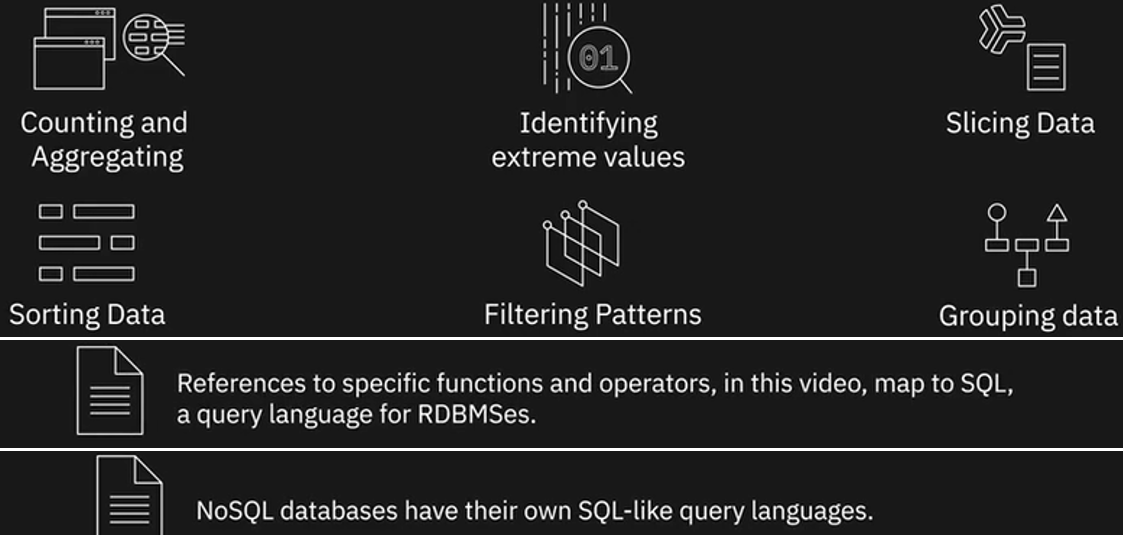 01
Counting and
Aggregating
Identifying
extreme values
Slicing Data
Sorting Data
Filtering Patterns
Grouping data
References to specific functions and operators, in this video, map to SQL,
a query language for RDBMSes.
NoSQL databases have their own SQL-like query languages.